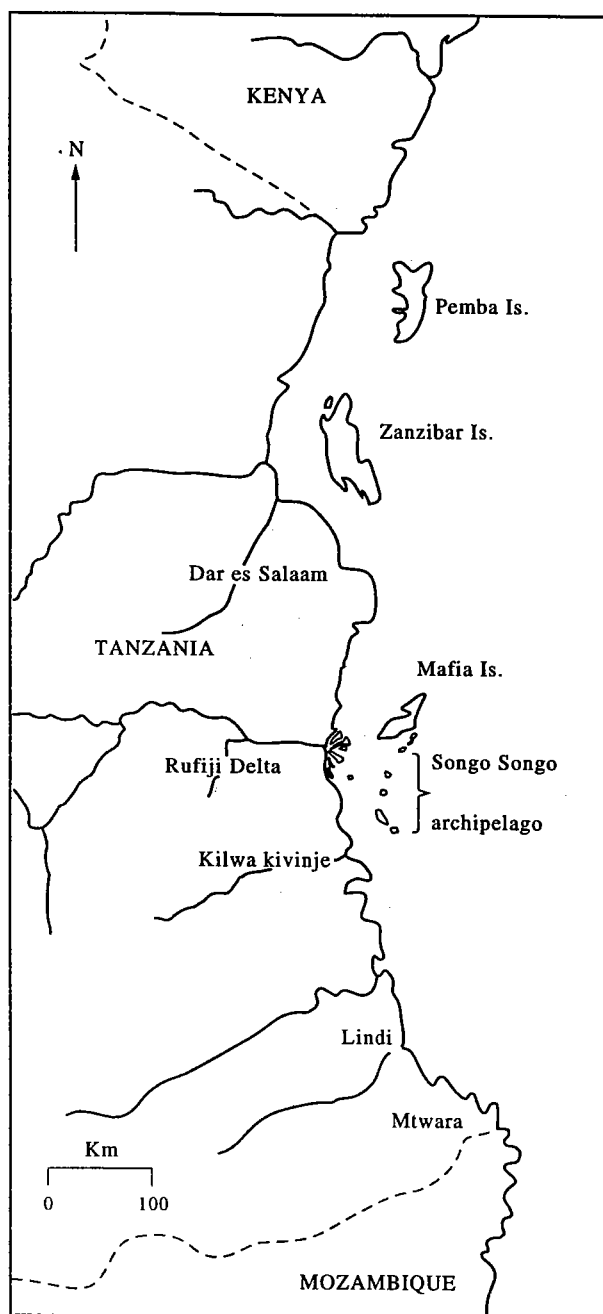 KENYA
N
Pemba Is.
Zanzibar Is.
Dar es Salaam
TANZANIA
Mafia Is.
Rufiji Delta
Songo Songo
archipelago
Kilwa kivinje
Lindi
Mtwara
Km
0 100
MOZAMBIQUE